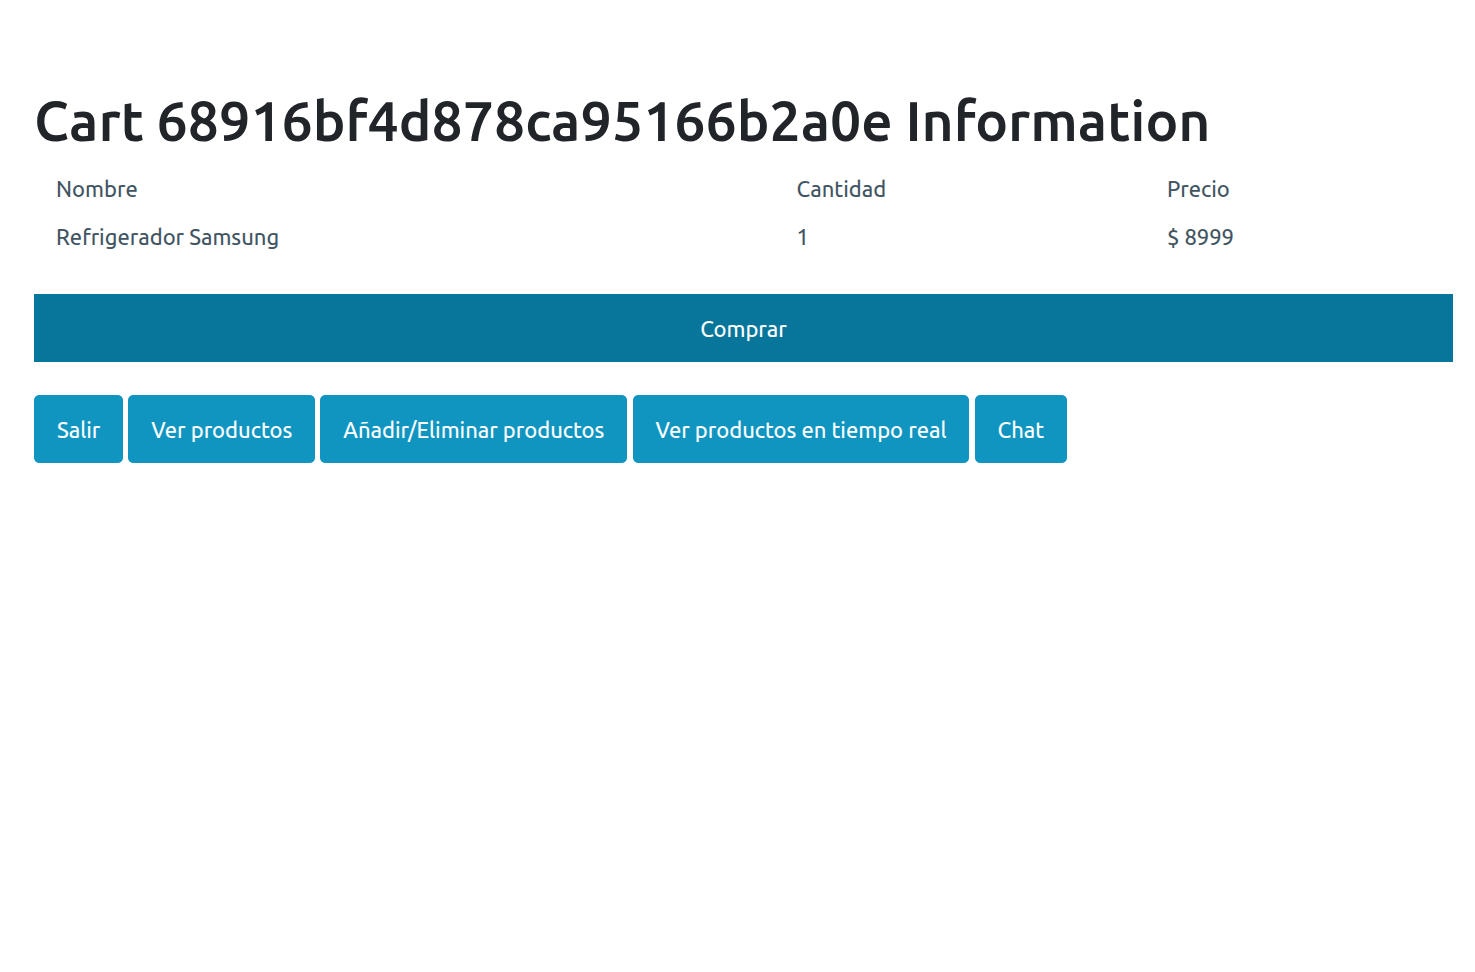 Cart 68916bf4d878ca95166b2a0e Information
Nombre Cantidad Precio
Refrigerador Samsung 1 $ 8999
Comprar
Salir Ver productos Añadir/Eliminar productos Ver productos en tiempo real Chat